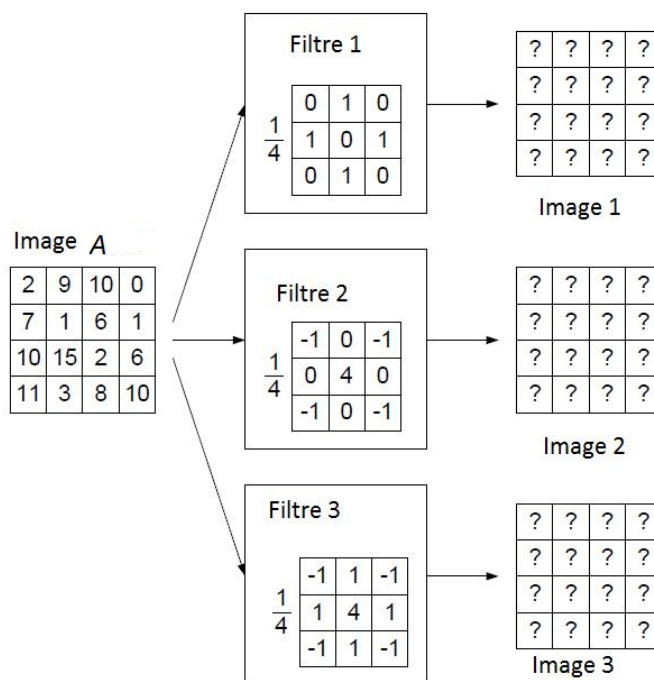 Filtre 1
1/4
0 1 0
1 0 1
0 1 0
? ? ? ?
? ? ? ?
? ? ? ?
? ? ? ?
Image 1
Image A
2 9 10 0
7 1 6 1
10 15 2 6
11 3 8 10
Filtre 2
1/4
-1 0 -1
0 4 0
-1 0 -1
? ? ? ?
? ? ? ?
? ? ? ?
? ? ? ?
Image 2
Filtre 3
1/4
-1 1 -1
1 4 1
-1 1 -1
? ? ? ?
? ? ? ?
? ? ? ?
? ? ? ?
Image 3